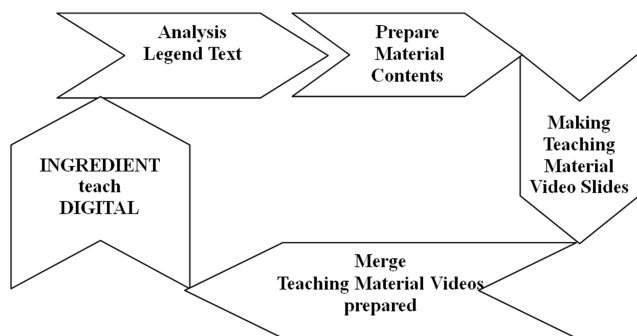 Analysis
Legend Text
Prepare
Material
Contents
Making
Teaching
Material
Video Slides
Merge
Teaching Material Videos
prepared
INGREDIENT
teach
DIGITAL